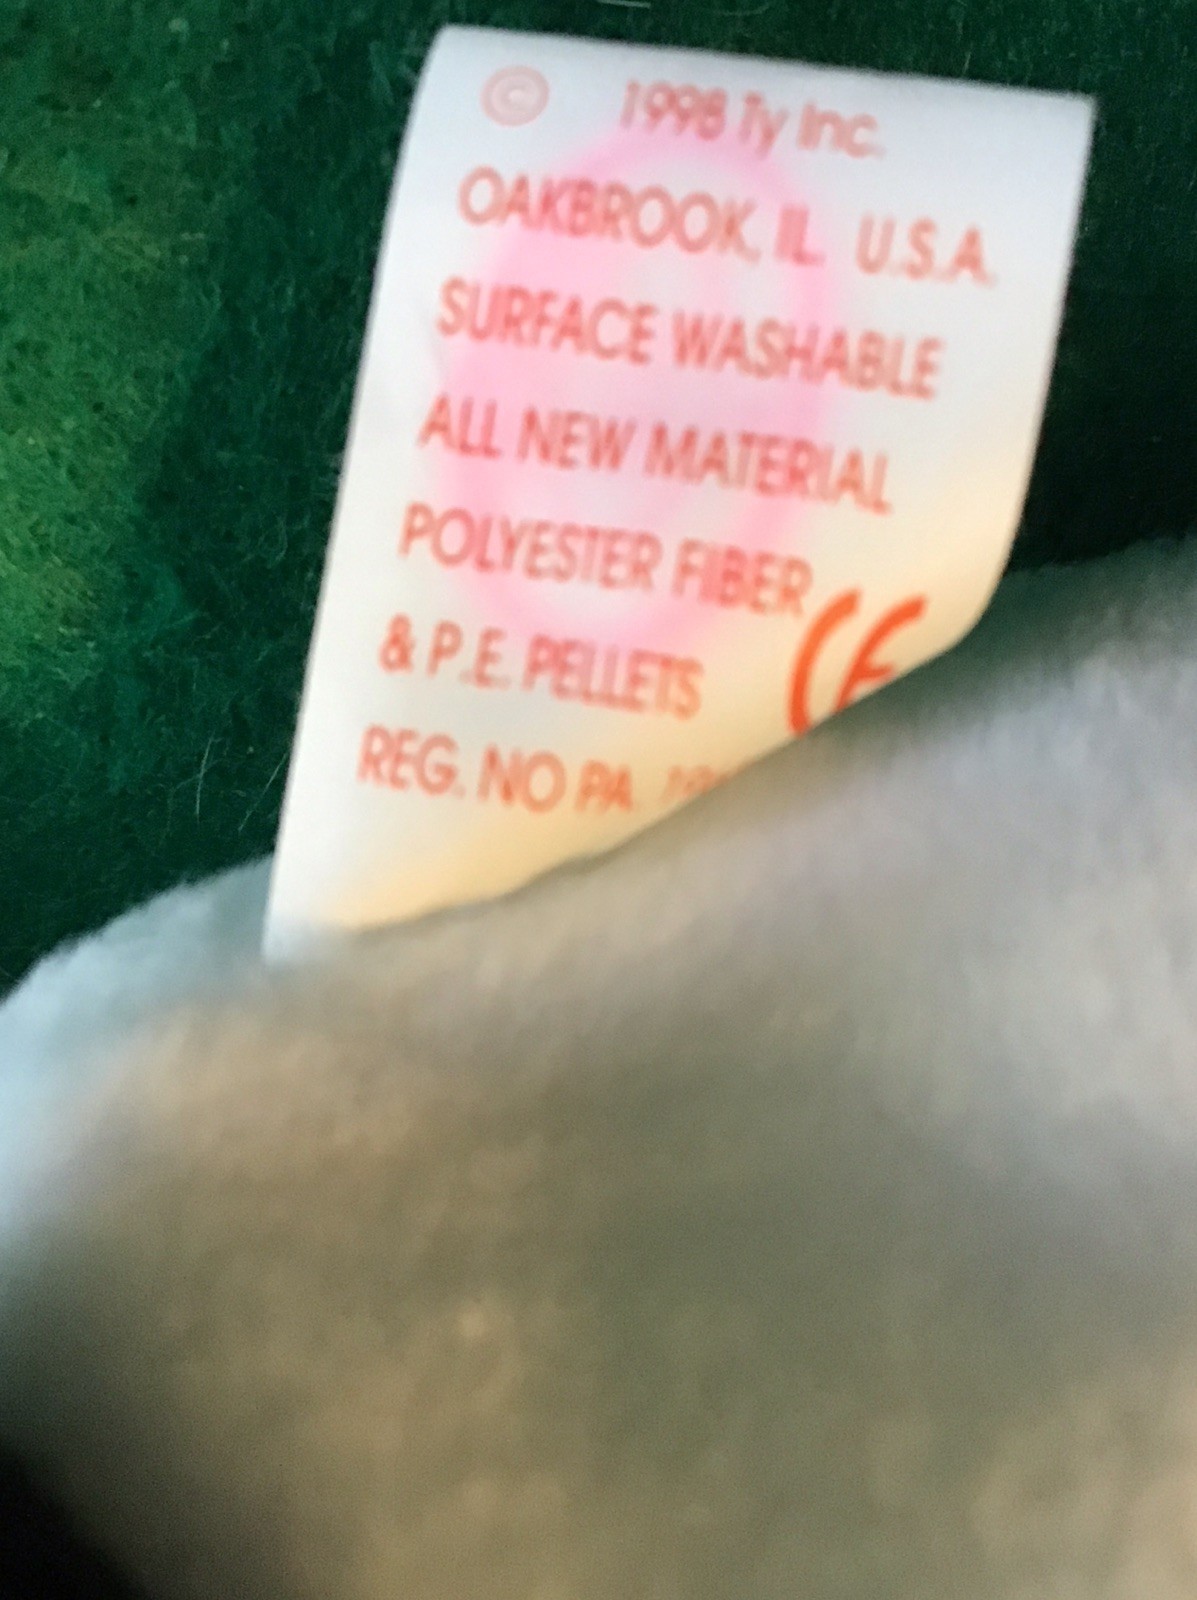 © 1998 Ty Inc.
OAKBROOK, IL. U.S.A.
SURFACE WASHABLE
ALL NEW MATERIAL
POLYESTER FIBER
& P.E. PELLETS CE
REG. NO PA.